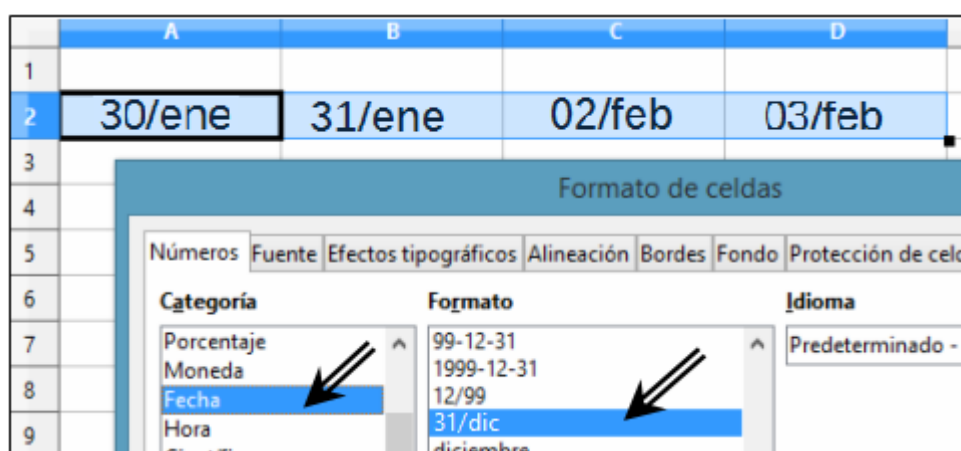 A B C D
1
2 30/ene 31/ene 02/feb 03/feb
3
4 Formato de celdas
5 Números Fuente Efectos tipográficos Alineación Bordes Fondo Protección de celd
6 Categoría Formato Idioma
7 Porcentaje 99-12-31 Predeterminado -
Moneda 1999-12-31
8 Fecha 12/99
31/dic
9 Hora diciembre